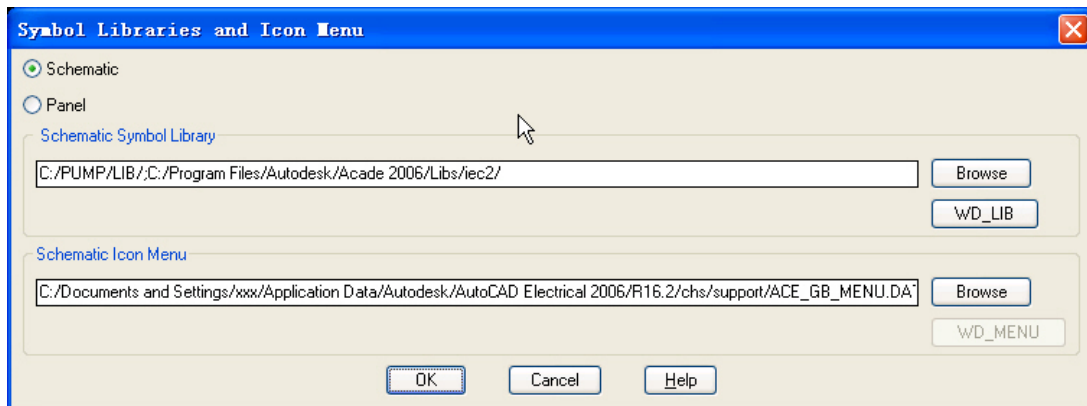 Symbol Libraries and Icon Menu
Schematic
Panel
Schematic Symbol Library
C:/PUMP/LIB/;C:/Program Files/Autodesk/Acade 2006/Libs/iec2/
Browse
WD_LIB
Schematic Icon Menu
C:/Documents and Settings/xxx/Application Data/Autodesk/AutoCAD Electrical 2006/R16.2/chs/support/ACE_GB_MENU.DAT
Browse
WD_MENU
OK
Cancel
Help